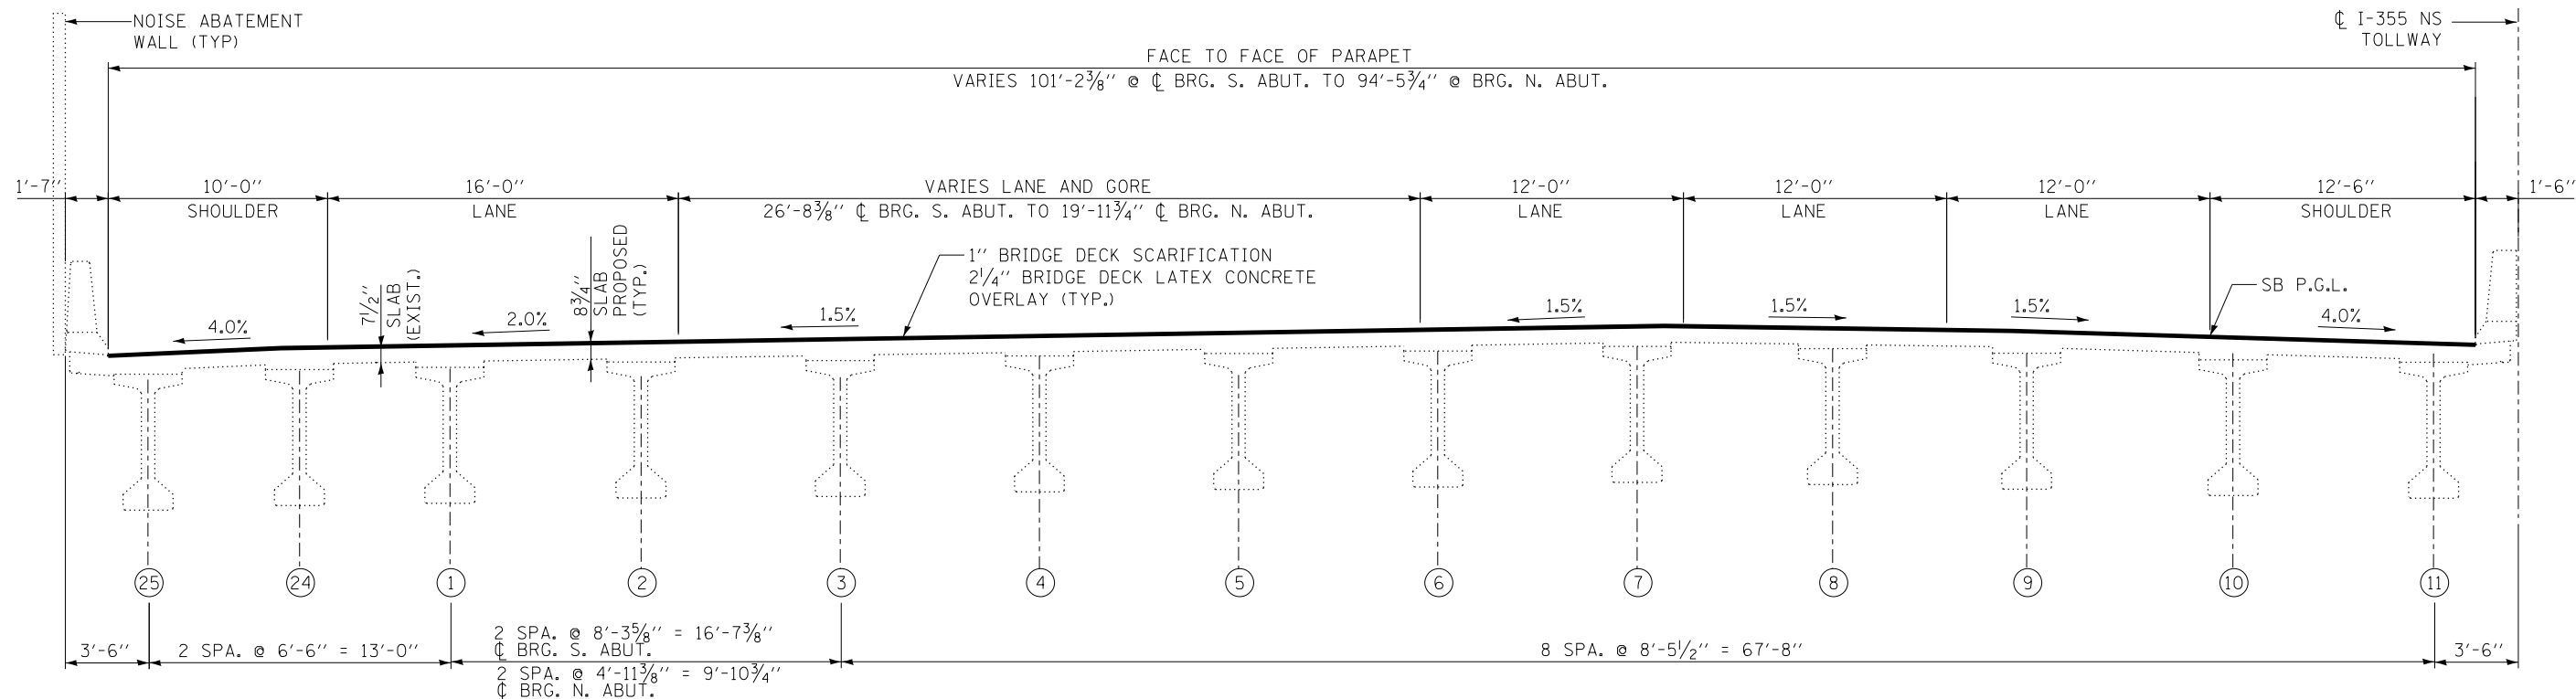 NOISE ABATEMENT
WALL (TYP)
℄ I-355 NS
TOLLWAY
FACE TO FACE OF PARAPET
VARIES 101'-2⅜" @ ℄ BRG. S. ABUT. TO 94'-5¾" @ BRG. N. ABUT.
1'-7"
10'-0"
SHOULDER
16'-0"
LANE
VARIES LANE AND GORE
26'-8⅜" ℄ BRG. S. ABUT. TO 19'-11¾" ℄ BRG. N. ABUT.
12'-0"
LANE
12'-0"
LANE
12'-0"
LANE
12'-6"
SHOULDER
1'-6"
7½"
SLAB
(EXIST.)
8¾"
SLAB
PROPOSED
(TYP.)
1" BRIDGE DECK SCARIFICATION
2¼" BRIDGE DECK LATEX CONCRETE
OVERLAY (TYP.)
SB P.G.L.
4.0%
2.0%
1.5%
1.5%
1.5%
1.5%
4.0%
25
24
1
2
3
4
5
6
7
8
9
10
11
3'-6"
2 SPA. @ 6'-6" = 13'-0"
2 SPA. @ 8'-3⅝" = 16'-7⅜"
℄ BRG. S. ABUT.
2 SPA. @ 4'-11⅜" = 9'-10¾"
℄ BRG. N. ABUT.
8 SPA. @ 8'-5½" = 67'-8"
3'-6"